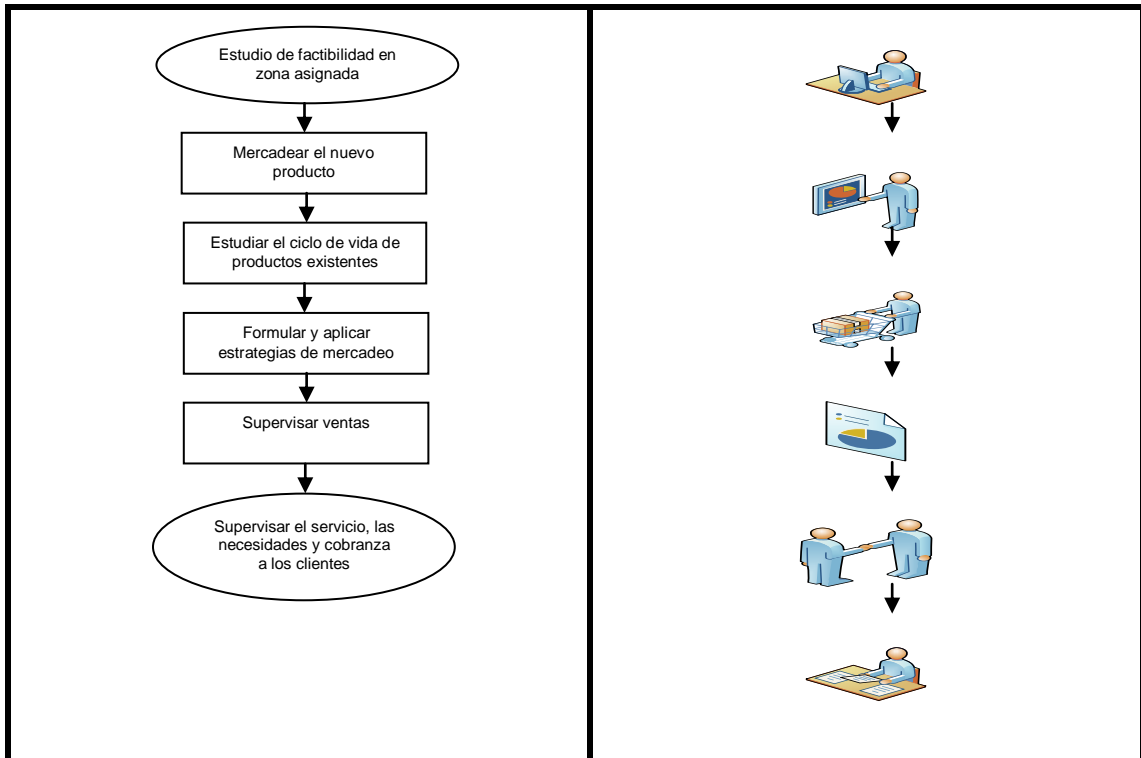 Estudio de factibilidad en
zona asignada
Mercadear el nuevo
producto
Estudiar el ciclo de vida de
productos existentes
Formular y aplicar
estrategias de mercadeo
Supervisar ventas
Supervisar el servicio, las
necesidades y cobranza
a los clientes